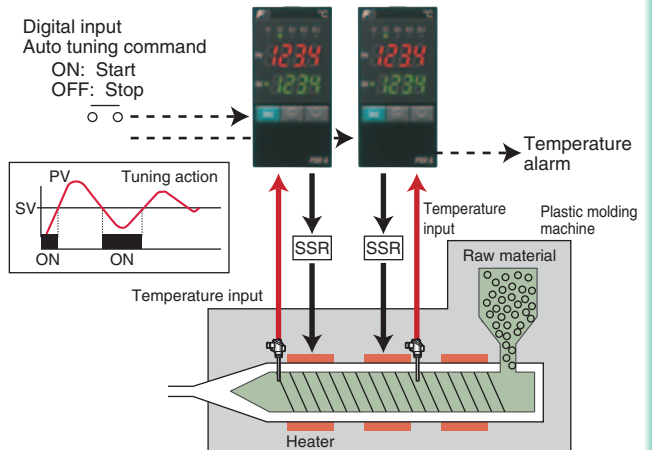 Digital input
Auto tuning command
ON: Start
OFF: Stop
°C
PV
1234
1234
°C
1234
1234
Temperature
alarm
PV
Tuning action
SV
ON
ON
SSR
SSR
Temperature
input
Plastic molding
machine
Raw material
Temperature input
Heater